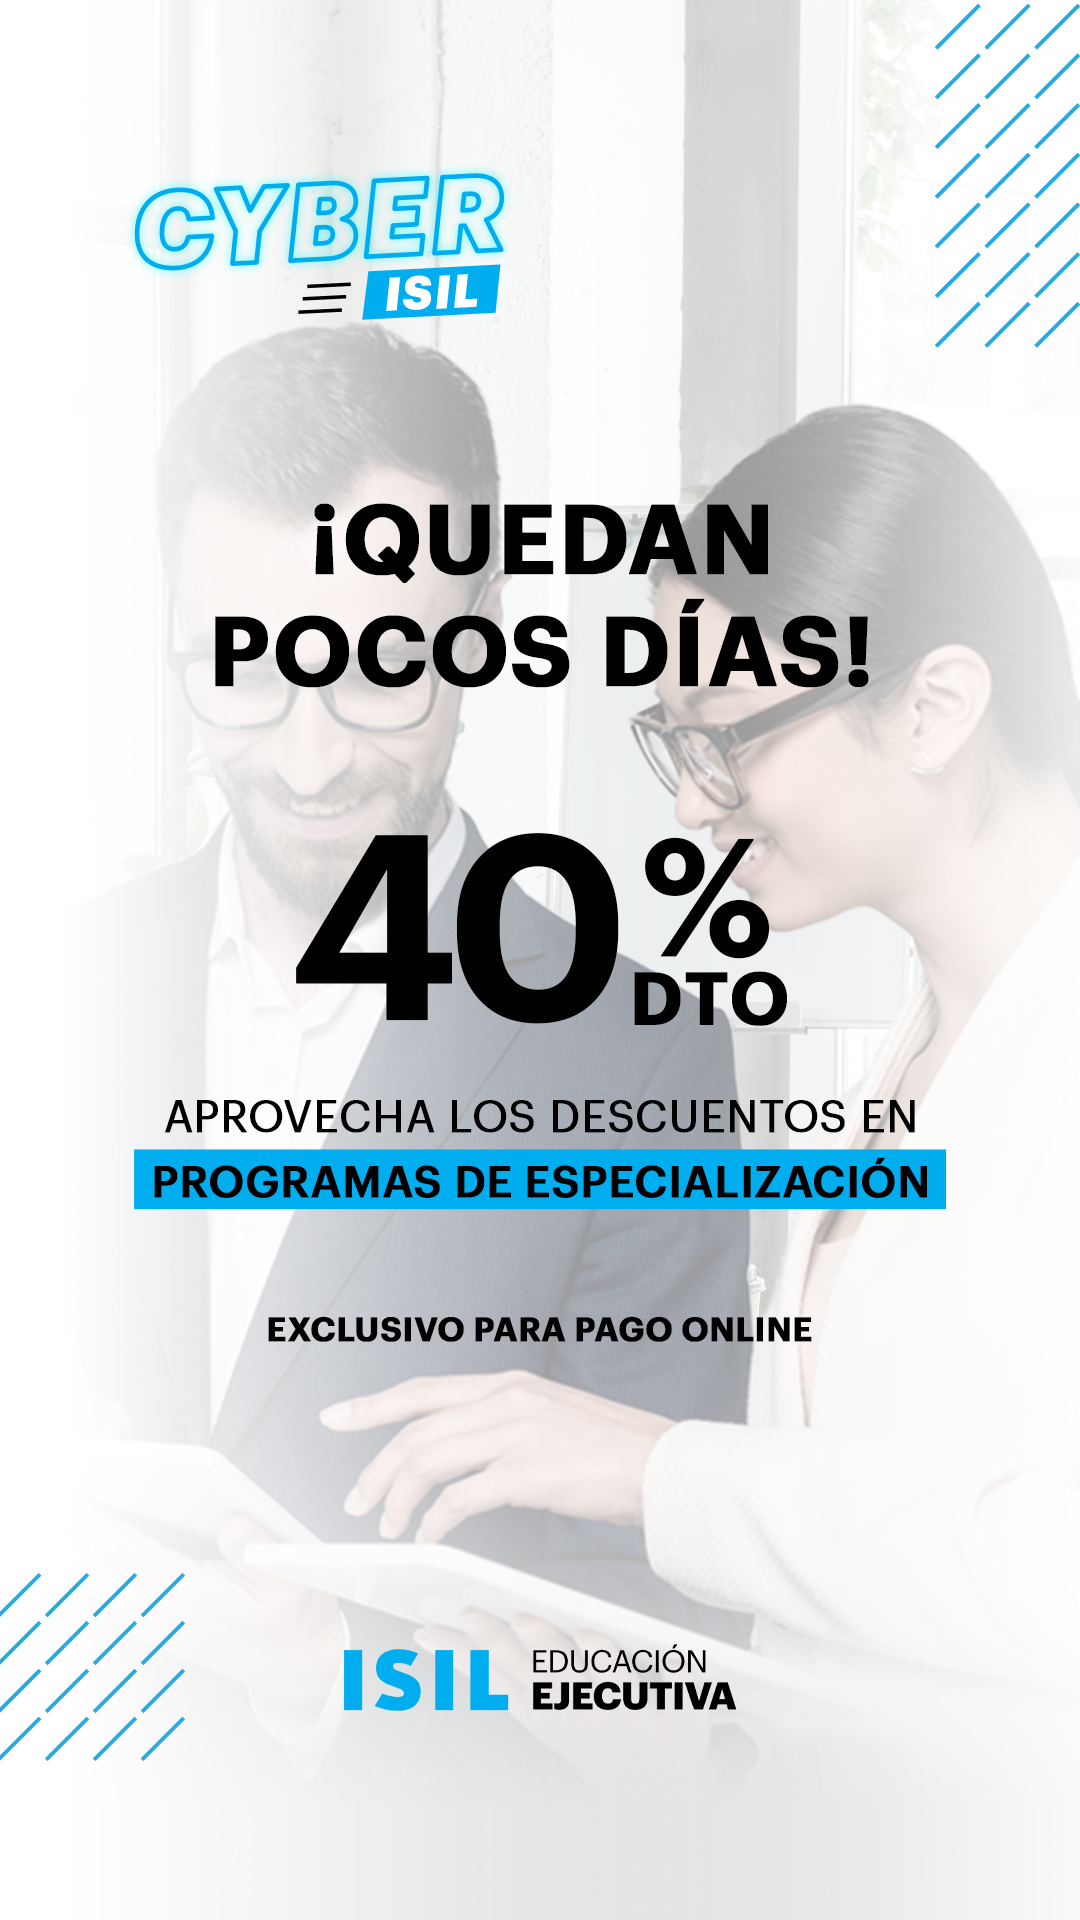 CYBER
ISIL
¡QUEDAN
POCOS DÍAS!
40%
DTO
APROVECHA LOS DESCUENTOS EN
PROGRAMAS DE ESPECIALIZACIÓN
EXCLUSIVO PARA PAGO ONLINE
ISIL EDUCACIÓN
EJECUTIVA